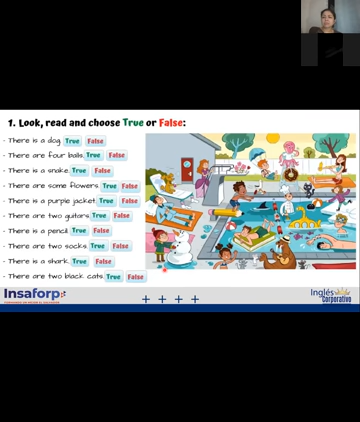 1. Look, read and choose True or False:
- There is a dog. True False
- There are four balls. True False
- There is a snake. True False
- There are some flowers. True False
- There is a purple jacket. True False
- There are two guitars. True False
- There is a pencil. True False
- There are two socks. True False
- There is a shark. True False
- There are two black cats. True False
Insaforp
Inglés
Corporativo